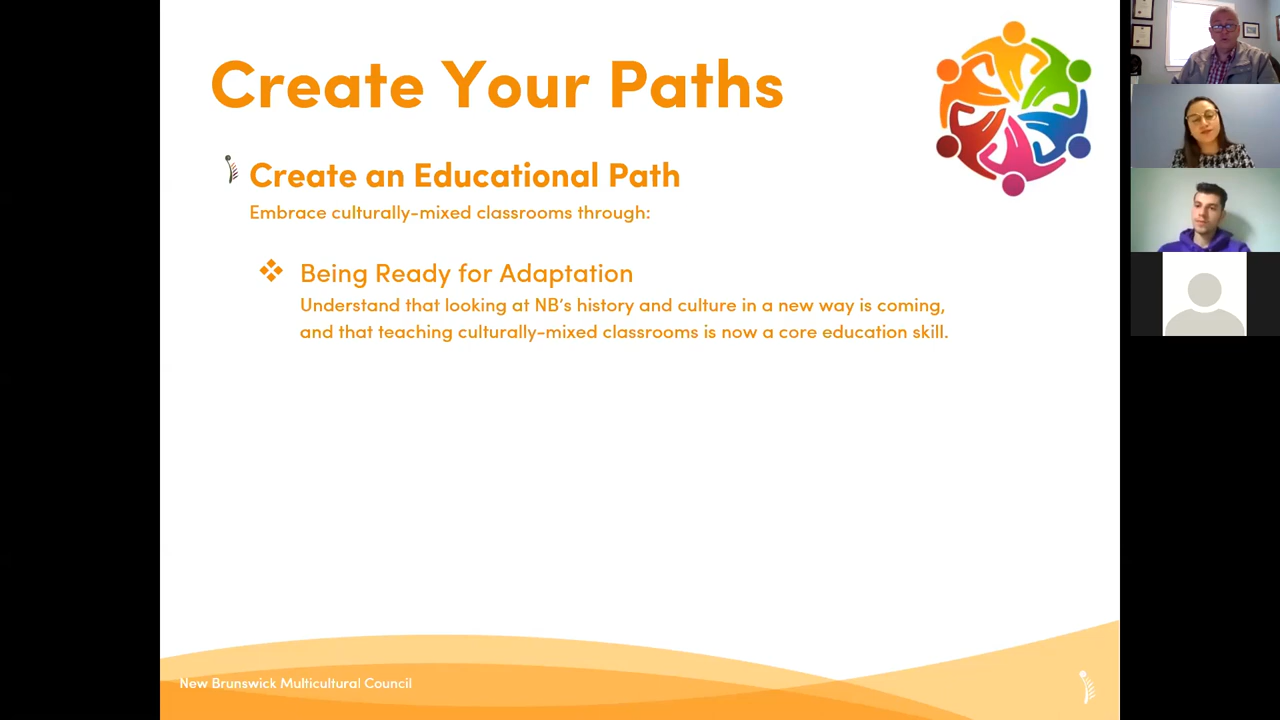 Create Your Paths
Create an Educational Path
Embrace culturally-mixed classrooms through:
Being Ready for Adaptation
Understand that looking at NB's history and culture in a new way is coming,
and that teaching culturally-mixed classrooms is now a core education skill.
New Brunswick Multicultural Council